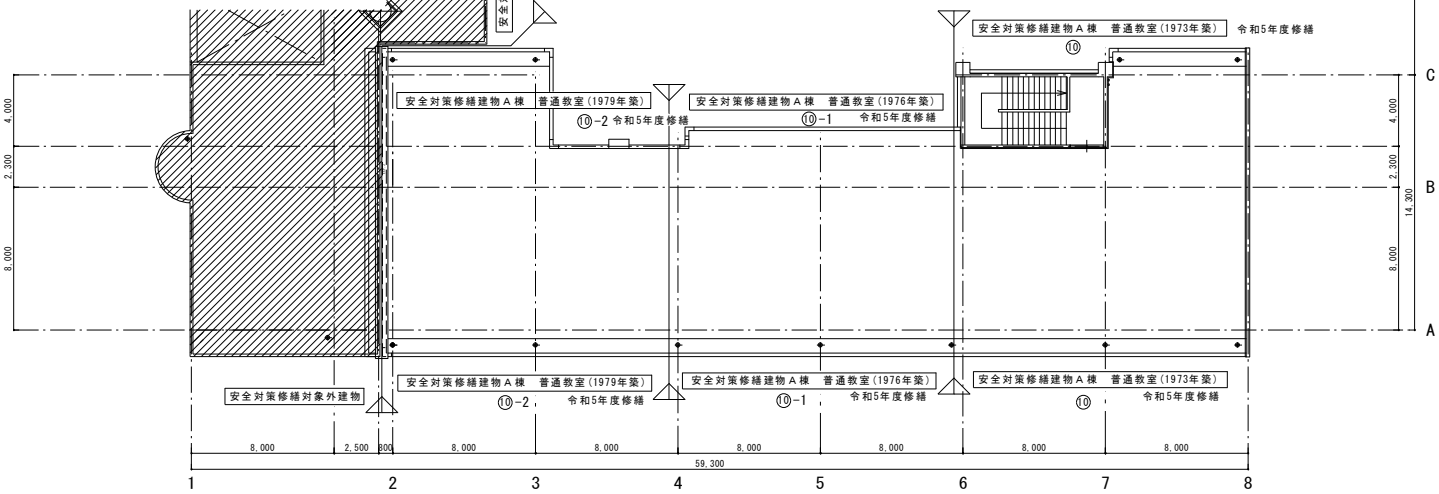 安全対
安全対策修繕建物A棟　普通教室(1973年築)　令和5年度修繕
⑩
C
安全対策修繕建物A棟　普通教室(1979年築)
⑩-2 令和5年度修繕
安全対策修繕建物A棟　普通教室(1976年築)
⑩-1　令和5年度修繕
4,000
4,000
2,300
2,300
B
14,300
8,000
8,000
A
安全対策修繕対象外建物
安全対策修繕建物A棟　普通教室(1979年築)
⑩-2　令和5年度修繕
安全対策修繕建物A棟　普通教室(1976年築)
⑩-1　令和5年度修繕
安全対策修繕建物A棟　普通教室(1973年築)
⑩　令和5年度修繕
8,000 2,500 800 8,000 8,000 8,000 8,000 8,000 8,000
59,300
1 2 3 4 5 6 7 8